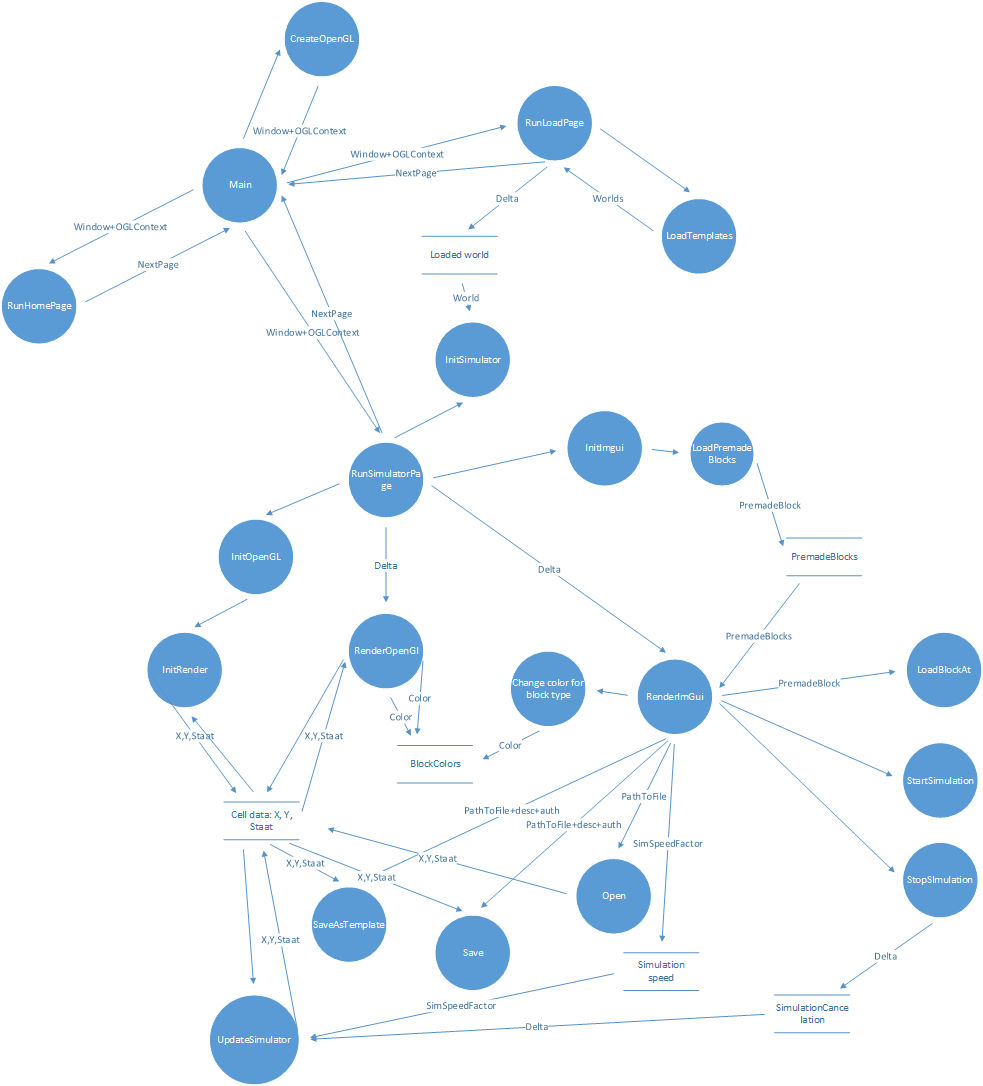 CreateOpenGL
RunLoadPage
Window+OGLContext
Window+OGLContext
NextPage
Main
Delta
Worlds
Window+OGLContext
LoadTemplates
Loaded world
NextPage
World
RunHomePage
NextPage
Window+OGLContext
InitSimulator
InitImgui
LoadPremade
Blocks
RunSimulatorPa
ge
PremadeBlock
InitOpenGL
PremadeBlocks
Delta
Delta
PremadeBlocks
RenderOpenGl
InitRender
LoadBlockAt
Change color for
block type
PremadeBlock
RenderImGui
Color
Color
X,Y,Staat
X,Y,Staat
Color
BlockColors
StartSimulation
PathToFile
PathToFile+desc+auth
Cell data: X, Y,
Staat
PathToFile+desc+auth
SimSpeedFactor
X,Y,Staat
X,Y,Staat
X,Y,Staat
StopSImulation
Open
SaveAsTemplate
X,Y,Staat
Save
Delta
Simulation
speed
SimSpeedFactor
SimulationCance
lation
Delta
UpdateSimulator